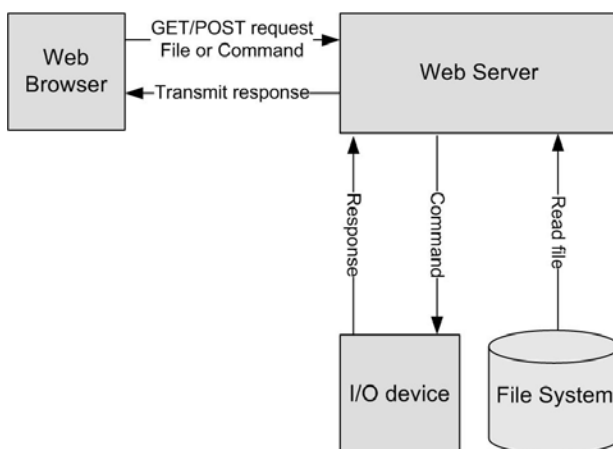 Web
Browser
GET/POST request
File or Command
Transmit response
Web Server
Response
Command
Read file
I/O device
File System